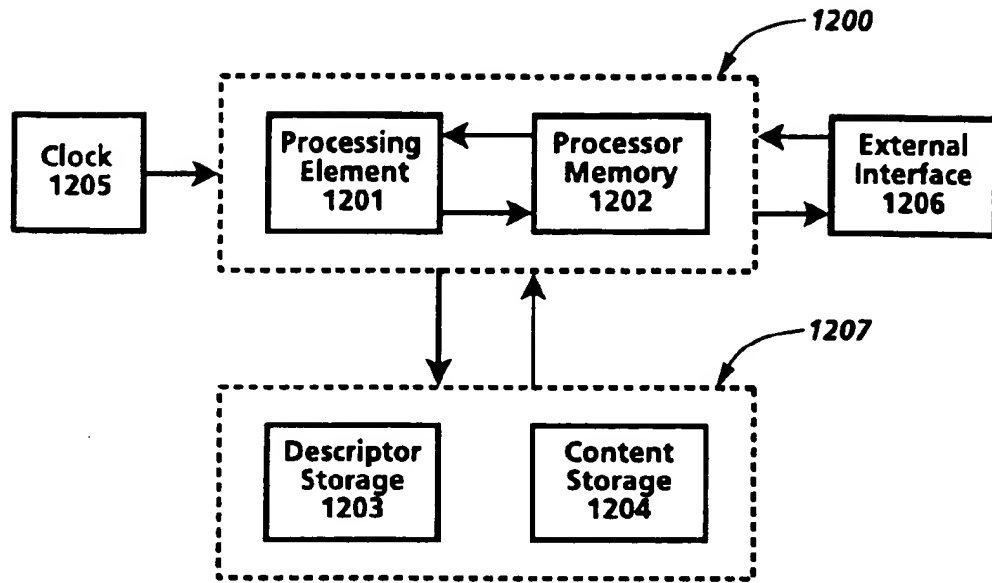 1200
Clock
1205
Processing
Element
1201
Processor
Memory
1202
External
Interface
1206
1207
Descriptor
Storage
1203
Content
Storage
1204